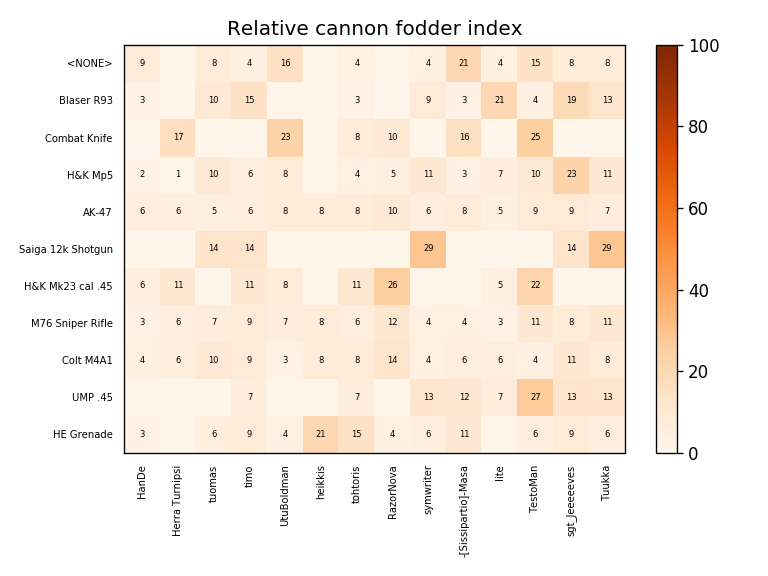 Relative cannon fodder index
<NONE> 9 8 4 16 4 4 21 4 15 8 8
Blaser R93 3 10 15 3 9 3 21 4 19 13
Combat Knife 17 23 8 10 16 25
H&K Mp5 2 1 10 6 8 4 5 11 3 7 10 23 11
AK-47 6 6 5 6 8 8 8 10 6 8 5 9 9 7
Saiga 12k Shotgun 14 14 29 14 29
H&K Mk23 cal .45 6 11 11 8 11 26 5 22
M76 Sniper Rifle 3 6 7 9 7 8 6 12 4 4 3 11 8 11
Colt M4A1 4 6 10 9 3 8 8 14 4 6 6 4 11 8
UMP .45 7 7 13 12 7 27 13 13
HE Grenade 3 6 9 4 21 15 4 6 11 6 9 6
HanDe
Herra Turnipsi
tuomas
timo
UtuBoldman
heikkis
tohtoris
RazorNova
symwriter
-[Sissipartio]-Masa
lite
TestoMan
sgt_Jeeeeeves
Tuukka
100
80
60
40
20
0